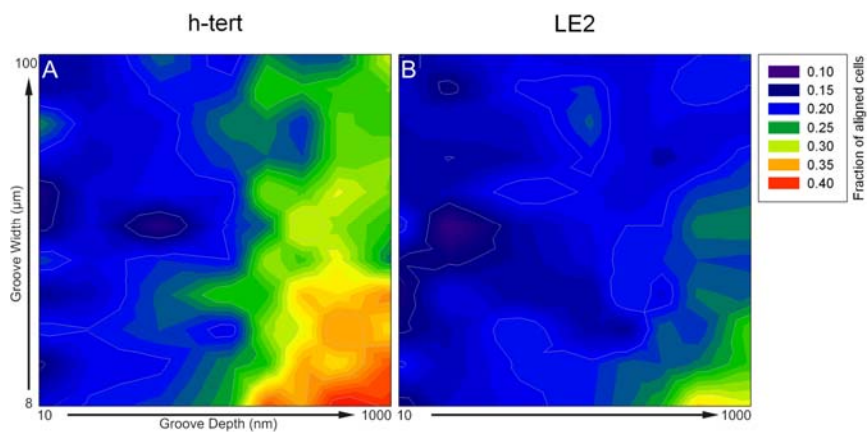 h-tert
LE2
A
B
100
Groove Width (µm)
8
10
Groove Depth (nm)
1000
10
1000
0.10
0.15
0.20
0.25
0.30
0.35
0.40
Fraction of aligned cells